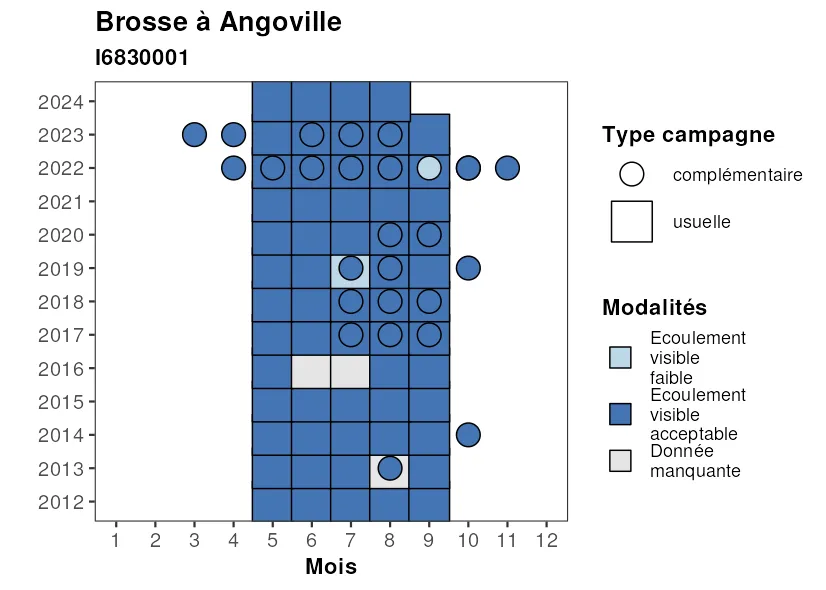 Brosse à Angoville
I6830001
2024
2023
2022
2021
2020
2019
2018
2017
2016
2015
2014
2013
2012
1 2 3 4 5 6 7 8 9 10 11 12
Mois
Type campagne
complémentaire
usuelle
Modalités
Ecoulement
visible
faible
Ecoulement
visible
acceptable
Donnée
manquante